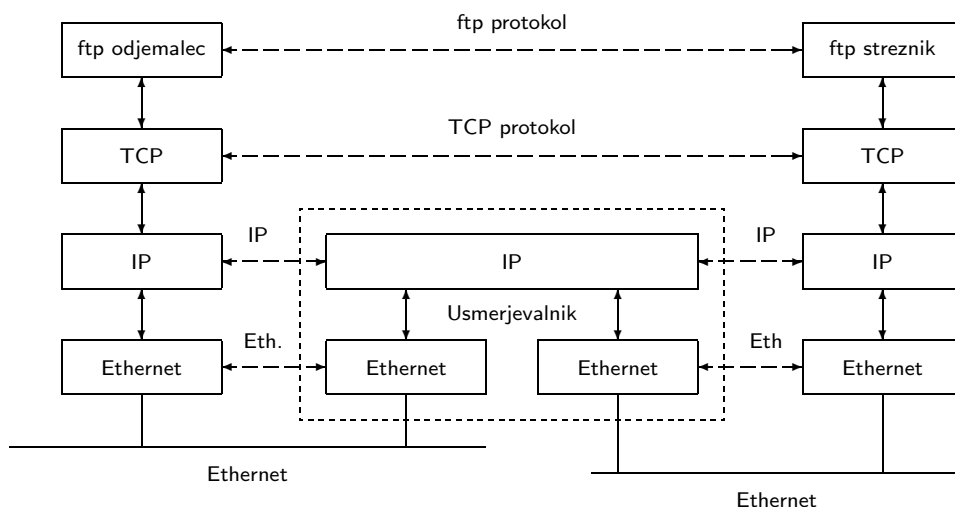 ftp protokol
ftp odjemalec
ftp streznik
TCP protokol
TCP
TCP
IP
IP
IP
IP
IP
Usmerjevalnik
Eth.
Eth
Ethernet
Ethernet
Ethernet
Ethernet
Ethernet
Ethernet